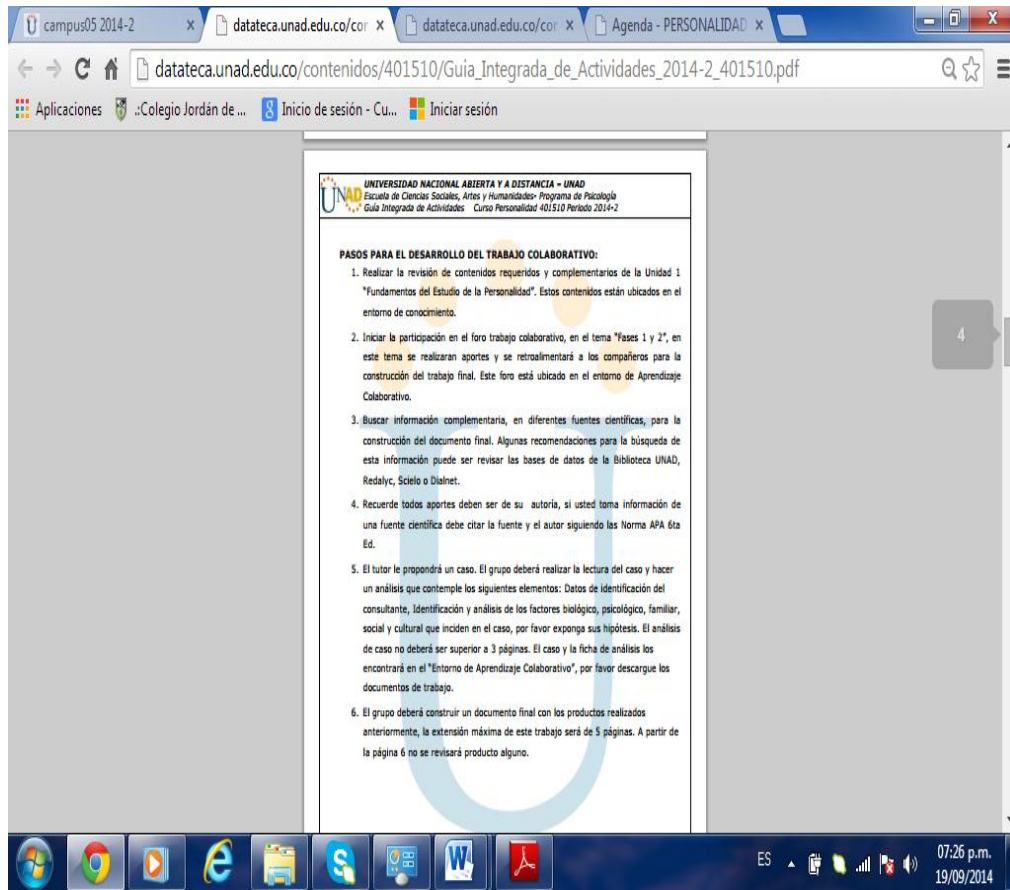 campus05 2014-2
datateca.unad.edu.co/cor
datateca.unad.edu.co/cor
Agenda - PERSONALIDAD
datateca.unad.edu.co/contenidos/401510/Guia_Integrada_de_Actividades_2014-2_401510.pdf
Aplicaciones .:Colegio Jordán de ... Inicio de sesión - Cu... Iniciar sesión
UNAD
UNIVERSIDAD NACIONAL ABIERTA Y A DISTANCIA – UNAD
Escuela de Ciencias Sociales, Artes y Humanidades- Programa de Psicología
Guía Integrada de Actividades Curso Personalidad 401510 Periodo 2014-2
PASOS PARA EL DESARROLLO DEL TRABAJO COLABORATIVO:
1. Realizar la revisión de contenidos requeridos y complementarios de la Unidad 1
"Fundamentos del Estudio de la Personalidad". Estos contenidos están ubicados en el
entorno de conocimiento.
2. Iniciar la participación en el foro trabajo colaborativo, en el tema "Fases 1 y 2", en
este tema se realizaran aportes y se retroalimentará a los compañeros para la
construcción del trabajo final. Este foro está ubicado en el entorno de Aprendizaje
Colaborativo.
3. Buscar información complementaria, en diferentes fuentes científicas, para la
construcción del documento final. Algunas recomendaciones para la búsqueda de
esta información puede ser revisar las bases de datos de la Biblioteca UNAD,
Redalyc, Scielo o Dialnet.
4. Recuerde todos aportes deben ser de su autoría, si usted toma información de
una fuente científica debe citar la fuente y el autor siguiendo las Norma APA 6ta
Ed.
5. El tutor le propondrá un caso. El grupo deberá realizar la lectura del caso y hacer
un análisis que contemple los siguientes elementos: Datos de identificación del
consultante, Identificación y análisis de los factores biológico, psicológico, familiar,
social y cultural que inciden en el caso, por favor exponga sus hipótesis. El análisis
de caso no deberá ser superior a 3 páginas. El caso y la ficha de análisis los
encontrará en el "Entorno de Aprendizaje Colaborativo", por favor descargue los
documentos de trabajo.
6. El grupo deberá construir un documento final con los productos realizados
anteriormente, la extensión máxima de este trabajo será de 5 páginas. A partir de
la página 6 no se revisará producto alguno.
4
ES
07:26 p.m.
19/09/2014